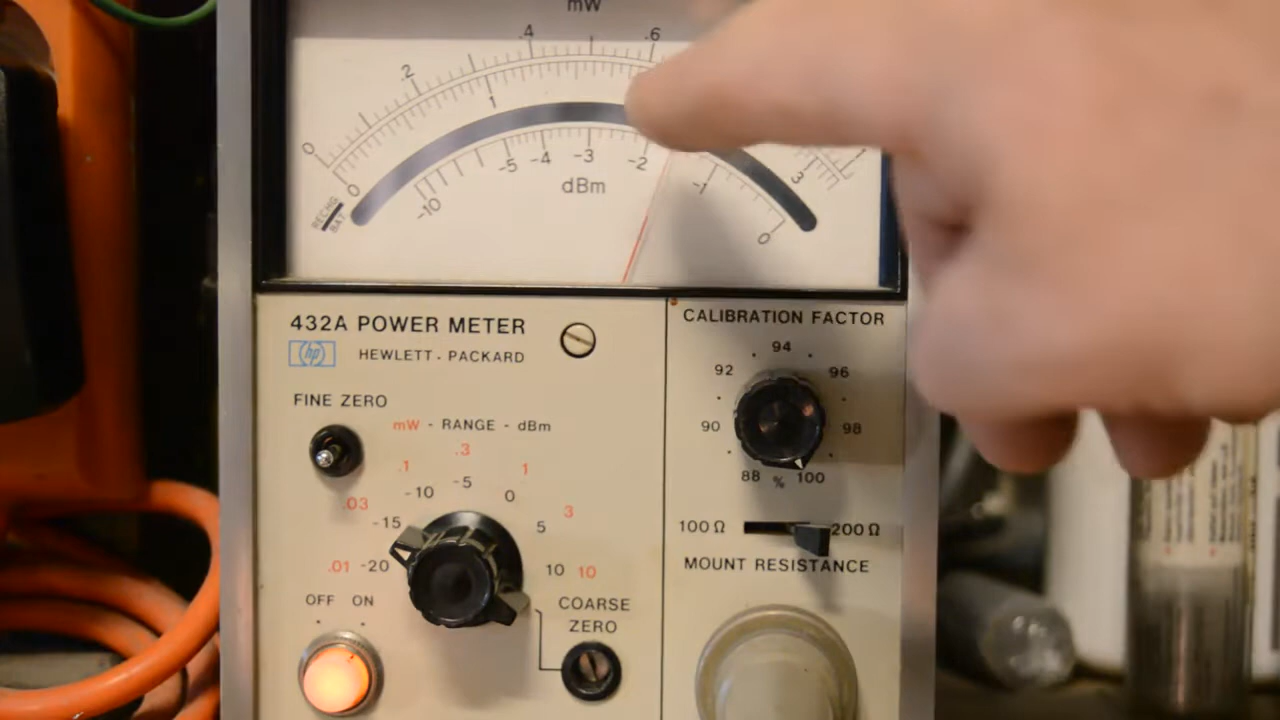 mW
0 .2 .4 .6
0 1 3
-10 -5 -4 -3 -2 -1 0
dBm
RECHG
BAT
432A POWER METER
hp HEWLETT - PACKARD
CALIBRATION FACTOR
88 90 92 94 96 98 100
%
FINE ZERO
mW - RANGE - dBm
.01 .03 .1 .3 1 3 10
-20 -15 -10 -5 0 5 10
100 Ω 200 Ω
MOUNT RESISTANCE
OFF ON
COARSE
ZERO